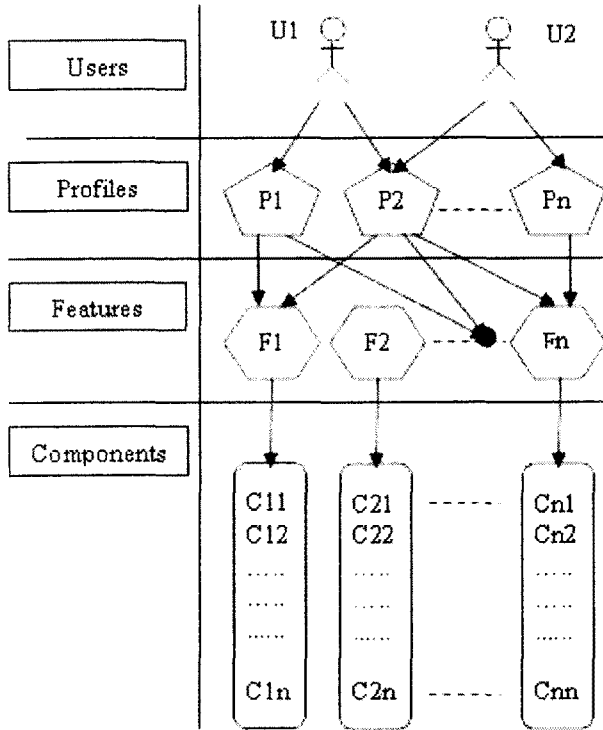 U1 U2
Users
Profiles
P1 P2 Pn
Features
F1 F2 Fn
Components
C11 C21 Cn1
C12 C22 Cn2
..... ..... .....
..... ..... .....
...... ...... ......
C1n C2n Cnn